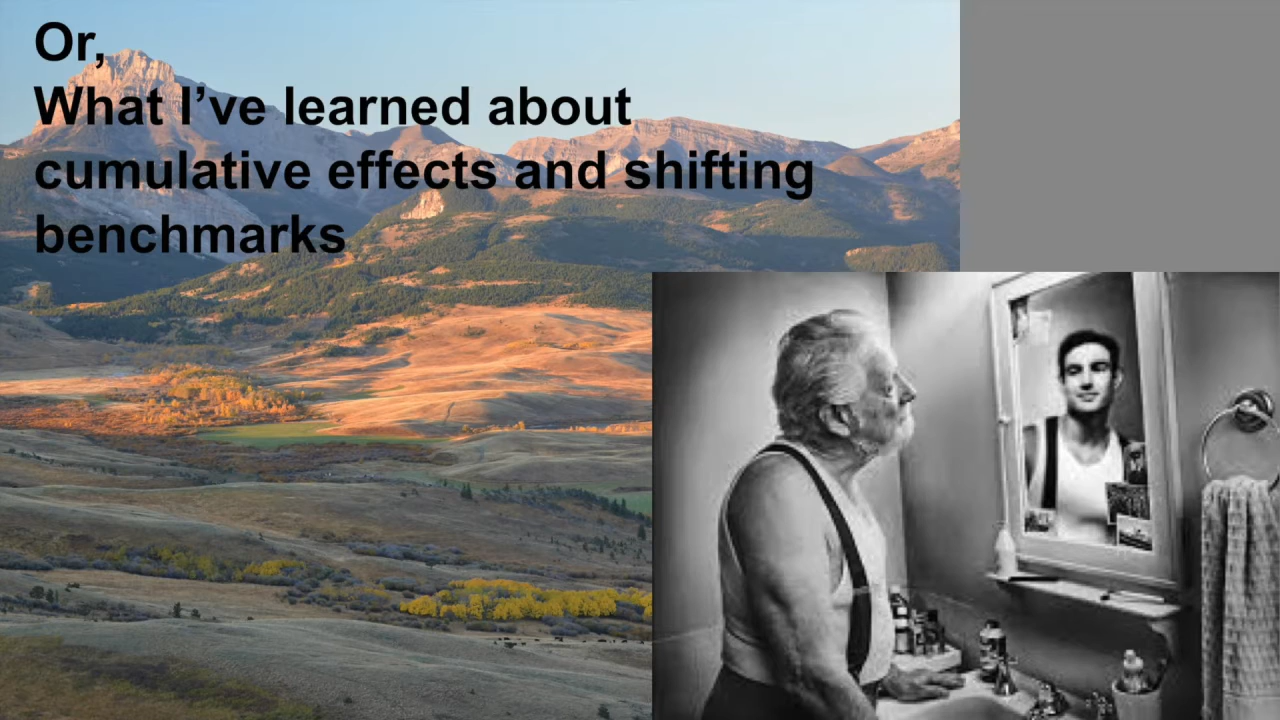 Or,
What I’ve learned about
cumulative effects and shifting
benchmarks